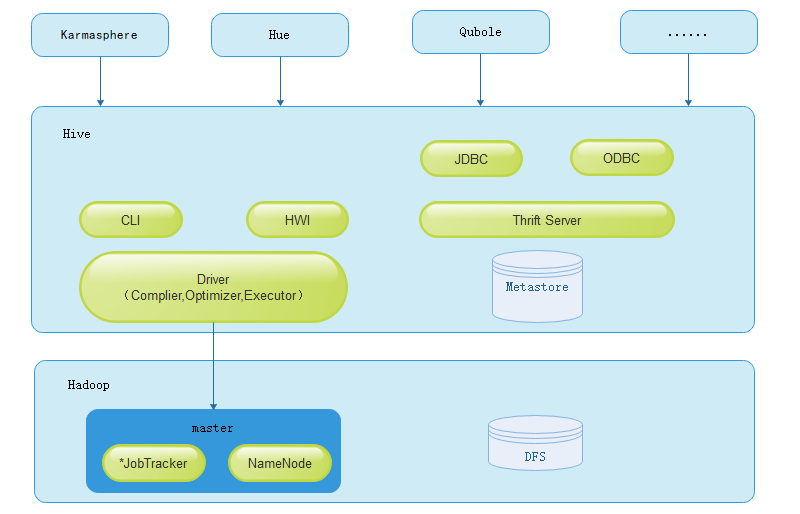 Karmasphere
Hue
Qubole
......
Hive
JDBC
ODBC
CLI
HWI
Thrift Server
Driver
（Complier,Optimizer,Executor）
Metastore
Hadoop
master
*JobTracker
NameNode
DFS